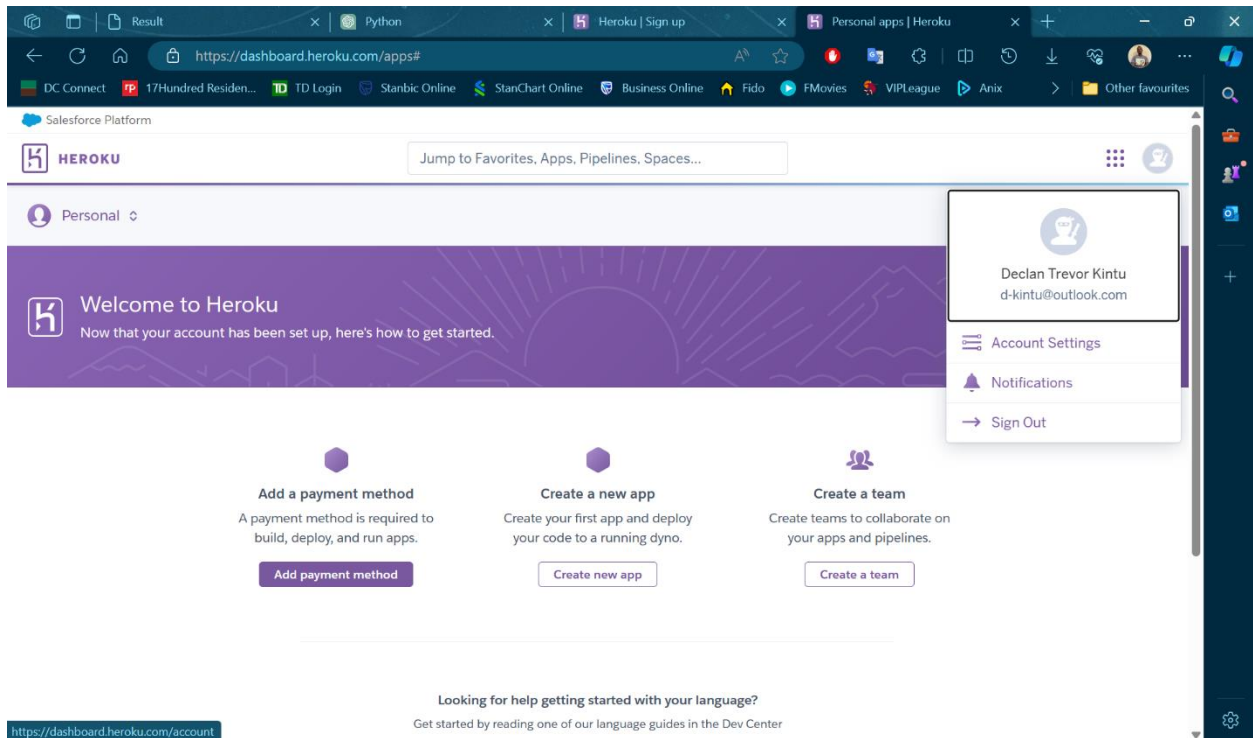 Result
Python
Heroku | Sign up
Personal apps | Heroku
https://dashboard.heroku.com/apps#
DC Connect
17Hundred Residen...
TD Login
Stanbic Online
StanChart Online
Business Online
Fido
FMovies
VIPLeague
Anix
Other favourites
Salesforce Platform
HEROKU
Jump to Favorites, Apps, Pipelines, Spaces...
Personal
Declan Trevor Kintu
d-kintu@outlook.com
Account Settings
Notifications
Sign Out
Welcome to Heroku
Now that your account has been set up, here's how to get started.
Add a payment method
A payment method is required to
build, deploy, and run apps.
Add payment method
Create a new app
Create your first app and deploy
your code to a running dyno.
Create new app
Create a team
Create teams to collaborate on
your apps and pipelines.
Create a team
Looking for help getting started with your language?
Get started by reading one of our language guides in the Dev Center
https://dashboard.heroku.com/account